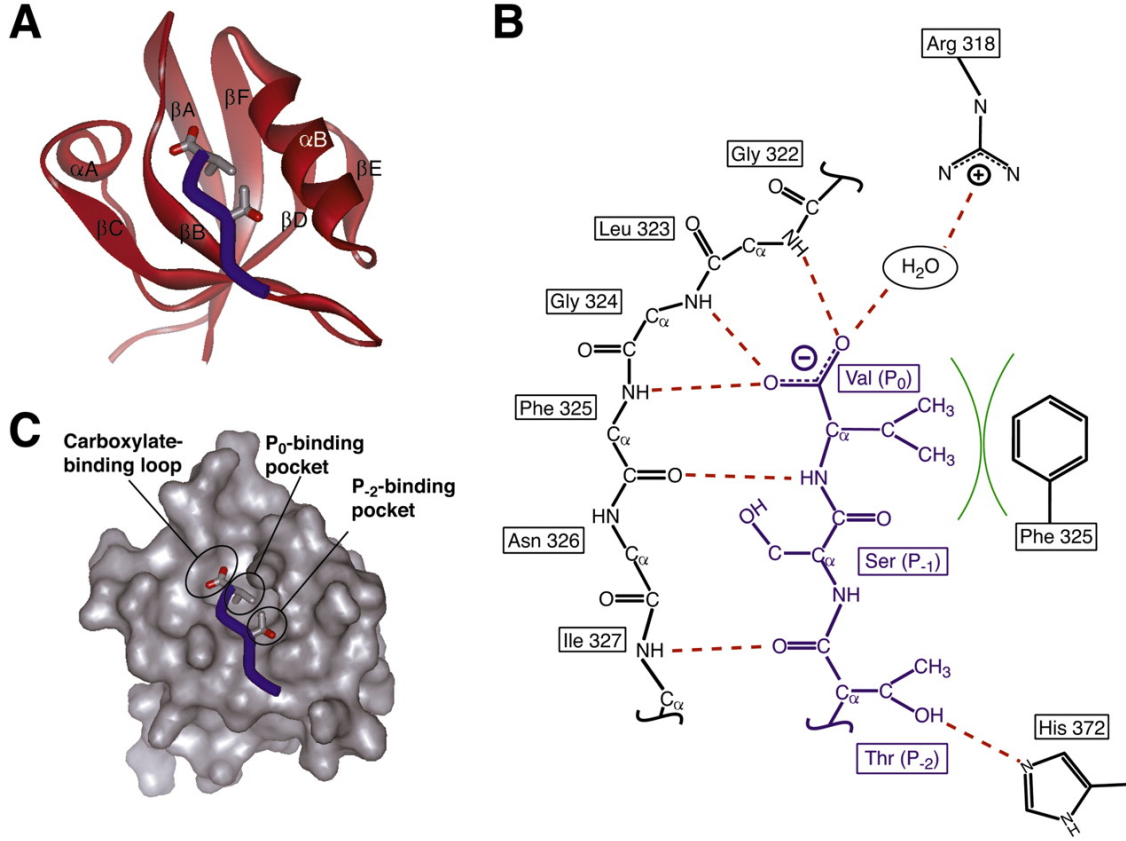 A
βA
βF
αB
αA
βE
βC
βB
βD
B
Arg 318
N
N
N
+
Gly 322
O
C
NH
Leu 323
O
C
Cα
H₂O
Gly 324
NH
Cα
O
C
O
−
Val (P₀)
O
NH
Phe 325
Cα
CH₃
Cα
C
CH₃
C
O
HN
OH
C
O
HN
Asn 326
C
Cα
Ser (P₋₁)
Phe 325
Cα
O
C
NH
Ile 327
NH
O
C
CH₃
Cα
Cα
C
OH
His 372
Thr (P₋₂)
N
NH
C
Carboxylate-
binding loop
P₀-binding
pocket
P₋₂-binding
pocket